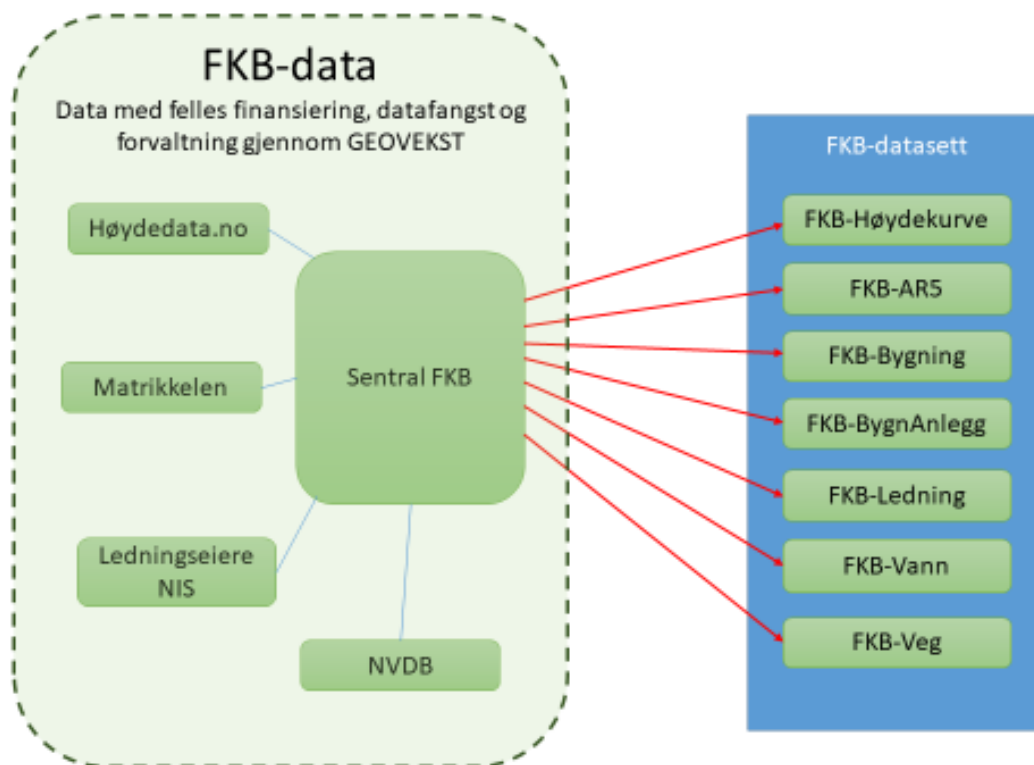 FKB-data
Data med felles finansiering, datafangst og
forvaltning gjennom GEOVEKST
Høydedata.no
Matrikkelen
Sentral FKB
Ledningseiere
NIS
NVDB
FKB-datasett
FKB-Høydekurve
FKB-AR5
FKB-Bygning
FKB-BygnAnlegg
FKB-Ledning
FKB-Vann
FKB-Veg